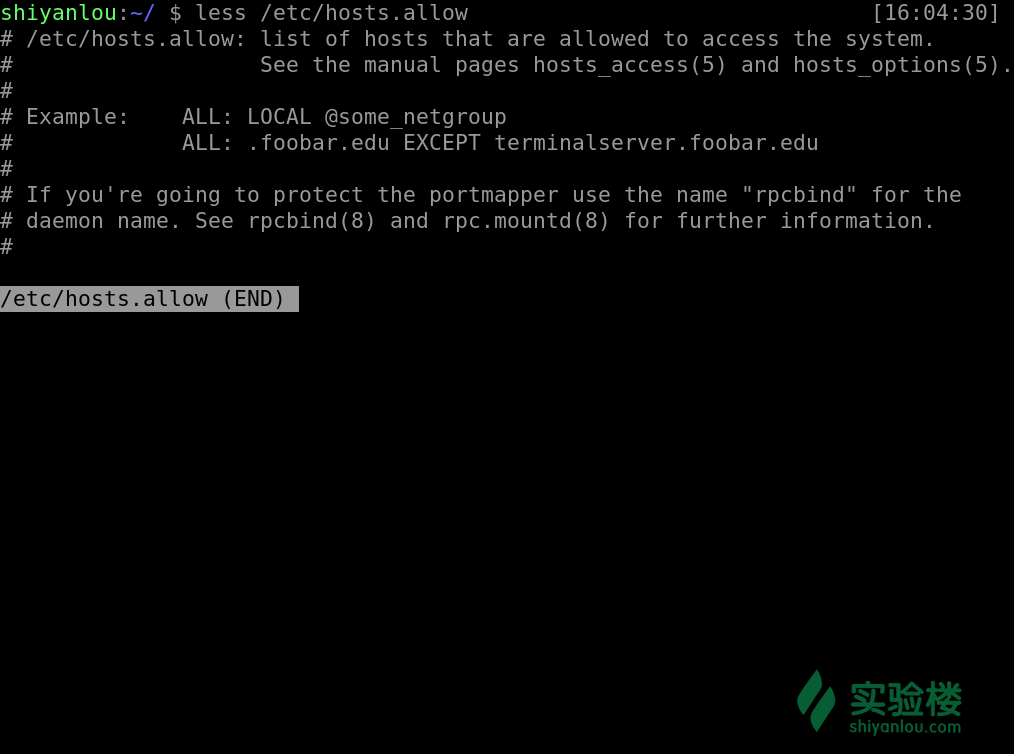 shiyanlou:~/ $ less /etc/hosts.allow [16:04:30]
# /etc/hosts.allow: list of hosts that are allowed to access the system.
#                   See the manual pages hosts_access(5) and hosts_options(5).
#
# Example:    ALL: LOCAL @some_netgroup
#             ALL: .foobar.edu EXCEPT terminalserver.foobar.edu
#
# If you're going to protect the portmapper use the name "rpcbind" for the
# daemon name. See rpcbind(8) and rpc.mountd(8) for further information.
#
/etc/hosts.allow (END)
实验楼
shiyanlou.com